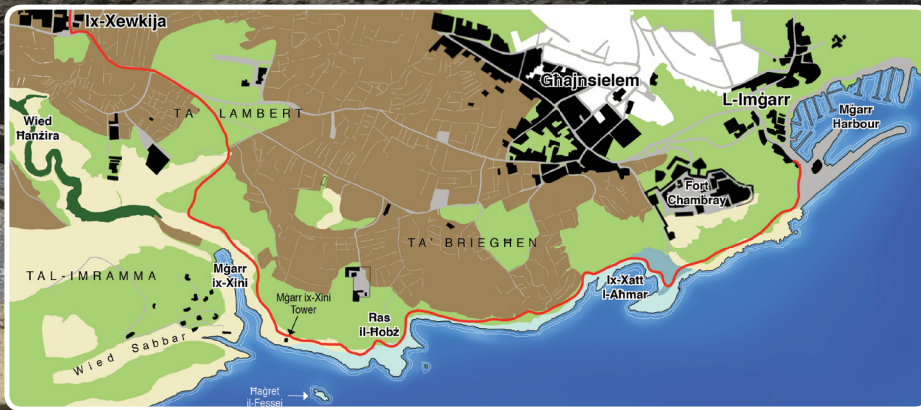 Ix-Xewkija
Għajnsielem
L-Imġarr
Mġarr
Harbour
TA' LAMBERT
Wied
Ħanżira
Fort
Chambray
TA' BRIEGĦEN
TAL-IMRAMMA
Mġarr
ix-Xini
Ix-Xatt
l-Aħmar
Mġarr ix-Xini
Tower
Ras
il-Ħobż
Wied Sabbar
Ħaġret
il-Fessej